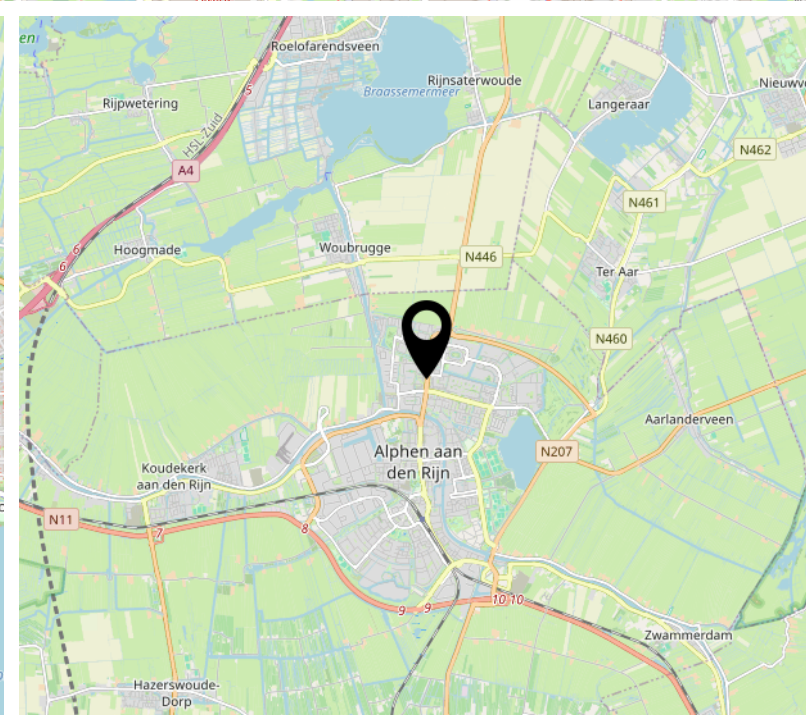 eni
Roelofarendsveen
Rijnsaterwoude
Braassemermeer
Nieuwv
Rijpwetering
Langeraar
5
HSL-Zuid
N462
A4
N461
Hoogmade
Woubrugge
N446
6
6
Ter Aar
N460
Aarlanderveen
Alphen aan
den Rijn
N207
Koudekerk
aan den Rijn
N11
7
8
9
9
10
10
Zwammerdam
Hazerswoude-
Dorp